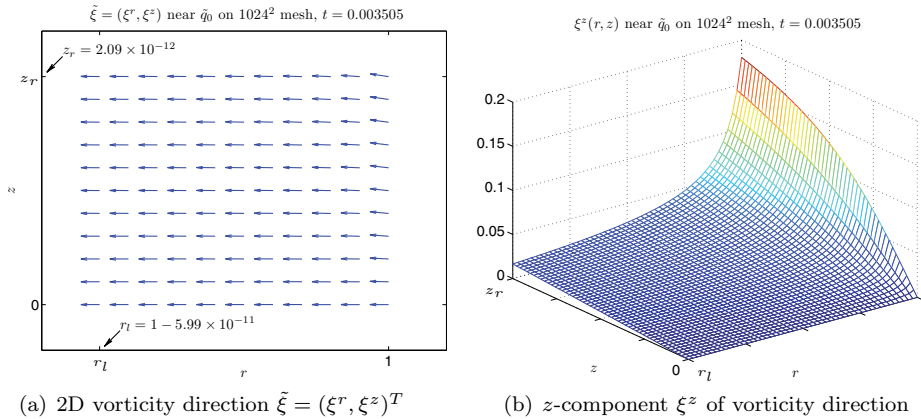 ξ̃ = (ξ^r, ξ^z) near q̃_0 on 1024^2 mesh, t = 0.003505
z_r = 2.09 × 10^{-12}
z_r
z
0
r_l = 1 − 5.99 × 10^{-11}
r_l
r
1
(a) 2D vorticity direction ξ̃ = (ξ^r, ξ^z)^T
ξ^z(r, z) near q̃_0 on 1024^2 mesh, t = 0.003505
0.2
0.15
0.1
0.05
0
z_r
z
0
r_l
r
(b) z-component ξ^z of vorticity direction